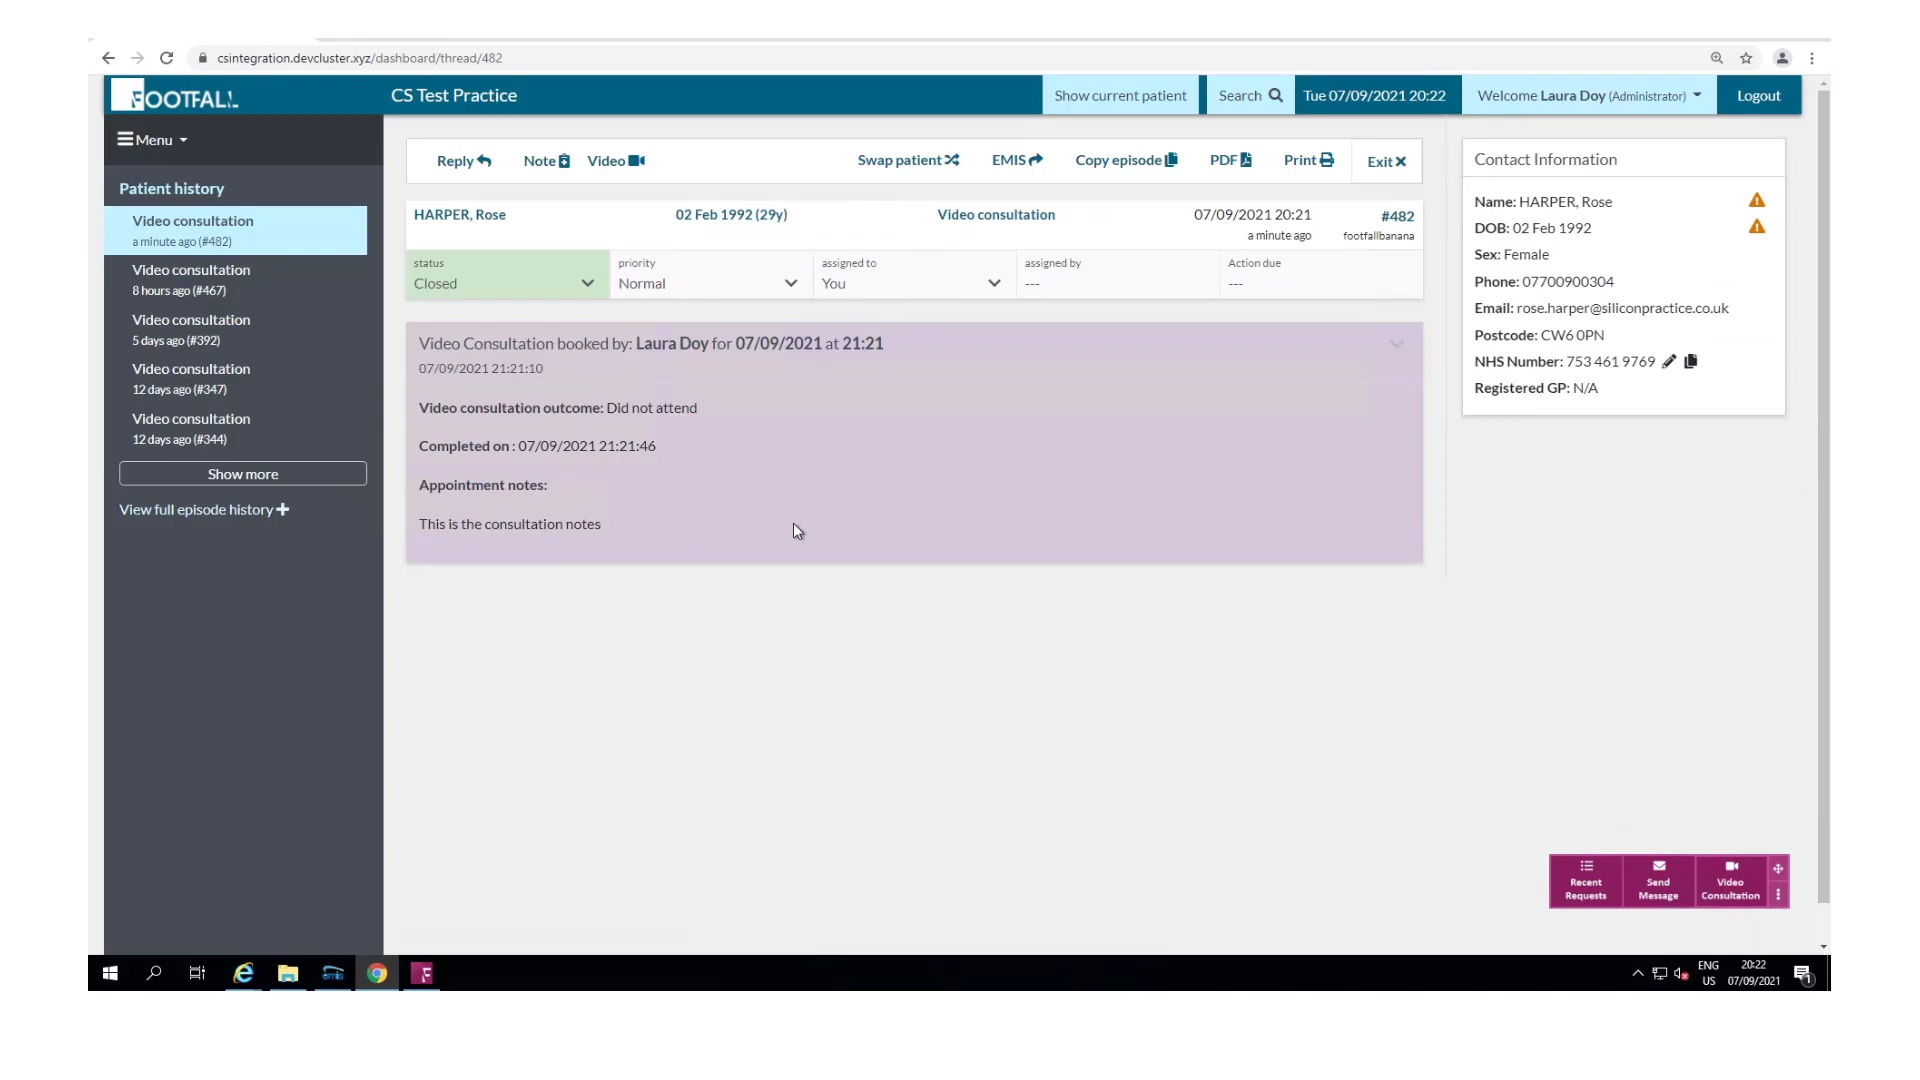 csintegration.devcluster.xyz/dashboard/thread/482
FOOTFALL
CS Test Practice
Show current patient
Search
Tue 07/09/2021 20:22
Welcome Laura Doy (Administrator)
Logout
Menu
Patient history
Video consultation
a minute ago (#482)
Video consultation
8 hours ago (#467)
Video consultation
5 days ago (#392)
Video consultation
12 days ago (#347)
Video consultation
12 days ago (#344)
Show more
View full episode history
Reply
Note
Video
Swap patient
EMIS
Copy episode
PDF
Print
Exit
HARPER, Rose
02 Feb 1992 (29y)
Video consultation
07/09/2021 20:21
a minute ago
#482
footfallbanana
status
Closed
priority
Normal
assigned to
You
assigned by
---
Action due
---
Video Consultation booked by: Laura Doy for 07/09/2021 at 21:21
07/09/2021 21:21:10
Video consultation outcome: Did not attend
Completed on : 07/09/2021 21:21:46
Appointment notes:
This is the consultation notes
Contact Information
Name: HARPER, Rose
DOB: 02 Feb 1992
Sex: Female
Phone: 07700900304
Email: rose.harper@siliconpractice.co.uk
Postcode: CW6 0PN
NHS Number: 753 461 9769
Registered GP: N/A
Recent
Requests
Send
Message
Video
Consultation
emis
F
ENG
US
20:22
07/09/2021
1